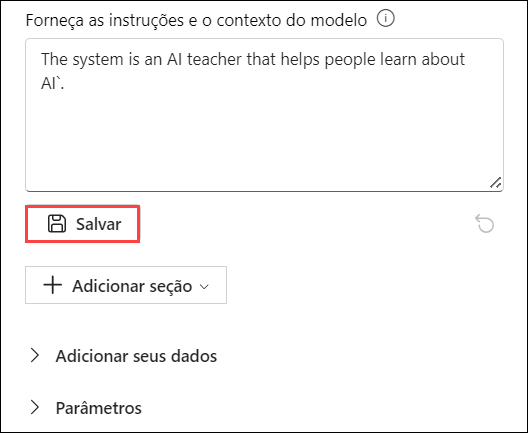 Forneça as instruções e o contexto do modelo
The system is an AI teacher that helps people learn about
AI`.
Salvar
Adicionar seção
Adicionar seus dados
Parâmetros